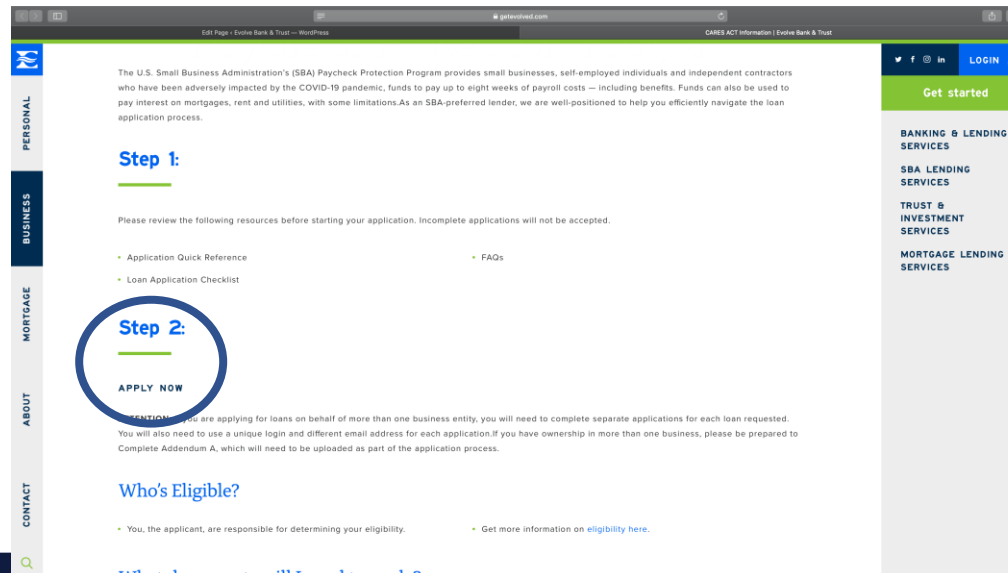 getevolved.com
Edit Page ‹ Evolve Bank & Trust — WordPress
CARES ACT Information | Evolve Bank & Trust
PERSONAL
BUSINESS
MORTGAGE
ABOUT
CONTACT
The U.S. Small Business Administration's (SBA) Paycheck Protection Program provides small businesses, self-employed individuals and independent contractors
who have been adversely impacted by the COVID-19 pandemic, funds to pay up to eight weeks of payroll costs — including benefits. Funds can also be used to
pay interest on mortgages, rent and utilities, with some limitations.As an SBA-preferred lender, we are well-positioned to help you efficiently navigate the loan
application process.
Step 1:
Please review the following resources before starting your application. Incomplete applications will not be accepted.
• Application Quick Reference
• FAQs
• Loan Application Checklist
Step 2:
APPLY NOW
you are applying for loans on behalf of more than one business entity, you will need to complete separate applications for each loan requested.
You will also need to use a unique login and different email address for each application.If you have ownership in more than one business, please be prepared to
Complete Addendum A, which will need to be uploaded as part of the application process.
Who's Eligible?
• You, the applicant, are responsible for determining your eligibility.
• Get more information on eligibility here.
LOGIN
Get started
BANKING & LENDING
SERVICES
SBA LENDING
SERVICES
TRUST &
INVESTMENT
SERVICES
MORTGAGE LENDING
SERVICES